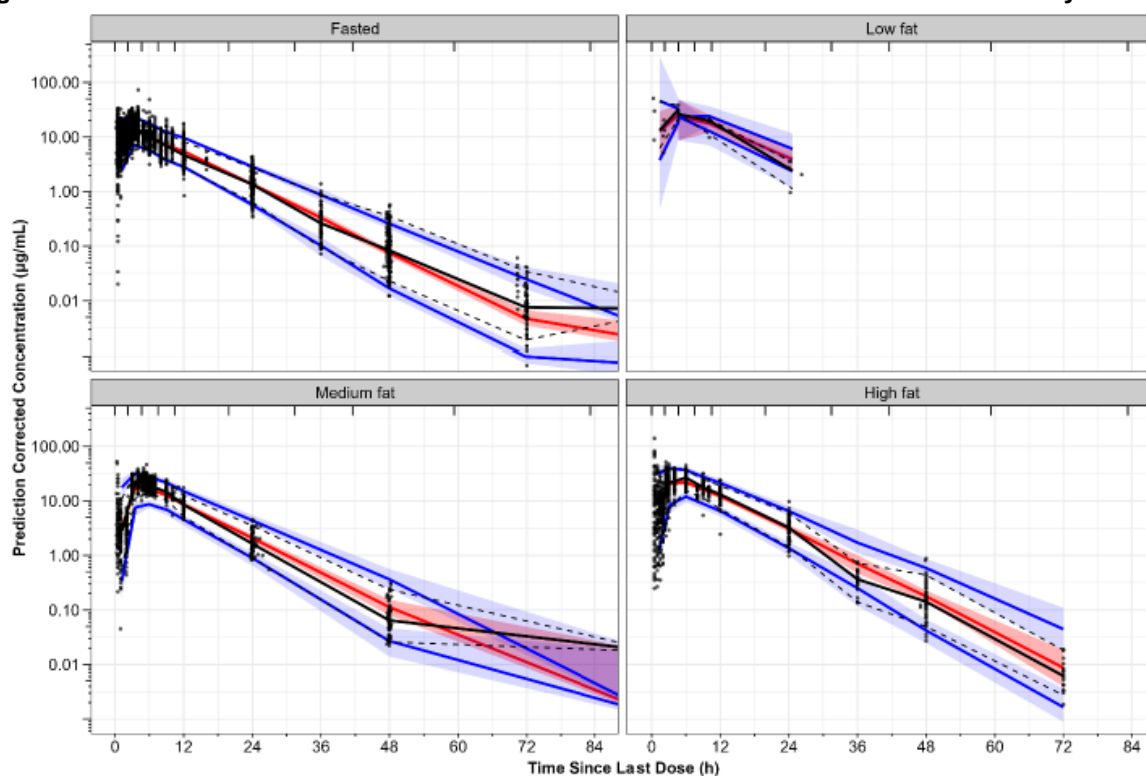 Fasted
Low fat
100.00
10.00
1.00
0.10
0.01
Medium fat
High fat
100.00
10.00
1.00
0.10
0.01
0 12 24 36 48 60 72 84
0 12 24 36 48 60 72 84
Prediction Corrected Concentration (µg/mL)
Time Since Last Dose (h)